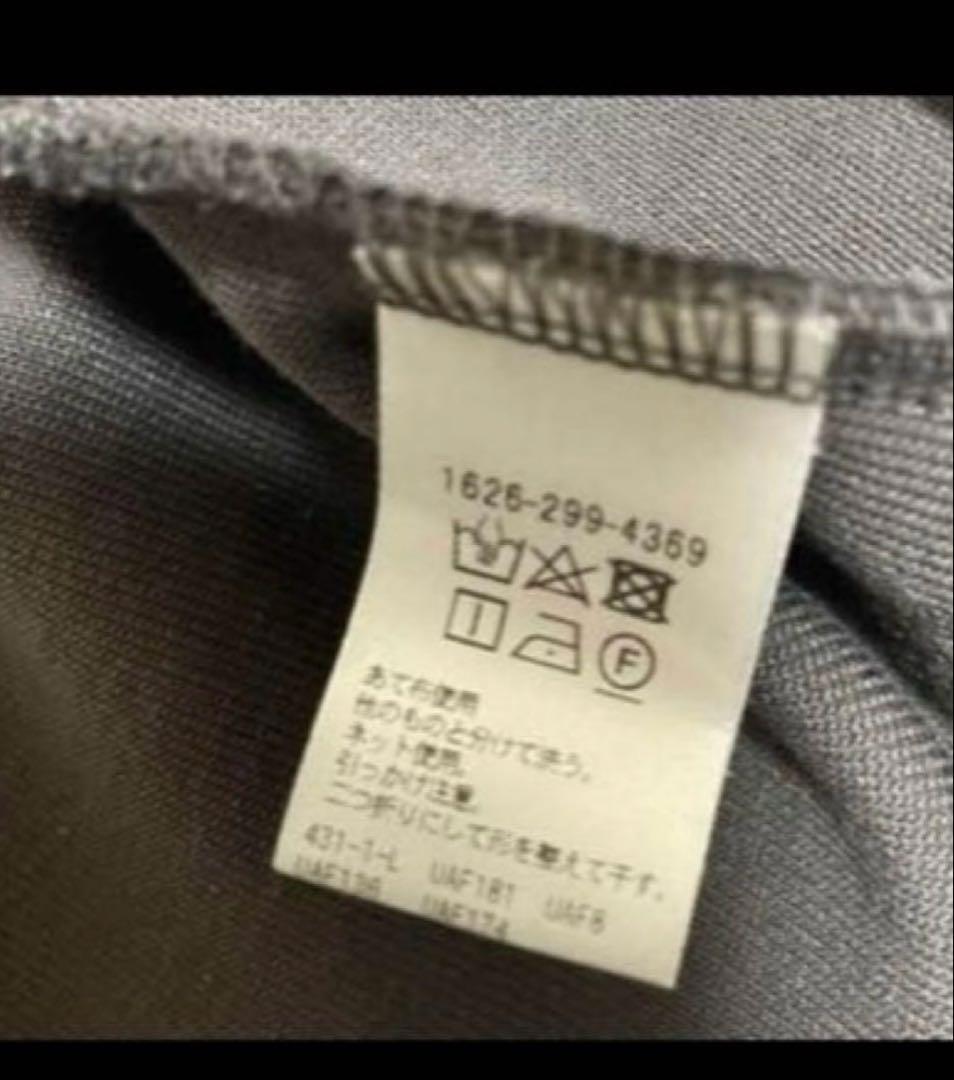 1626-299-4369
F
あて布使用
他のものと分けて洗う。
ネット使用。
引っかけ注意。
二つ折りにして形を整えて干す。
431-1-L UAF181 UAF8
UAF174